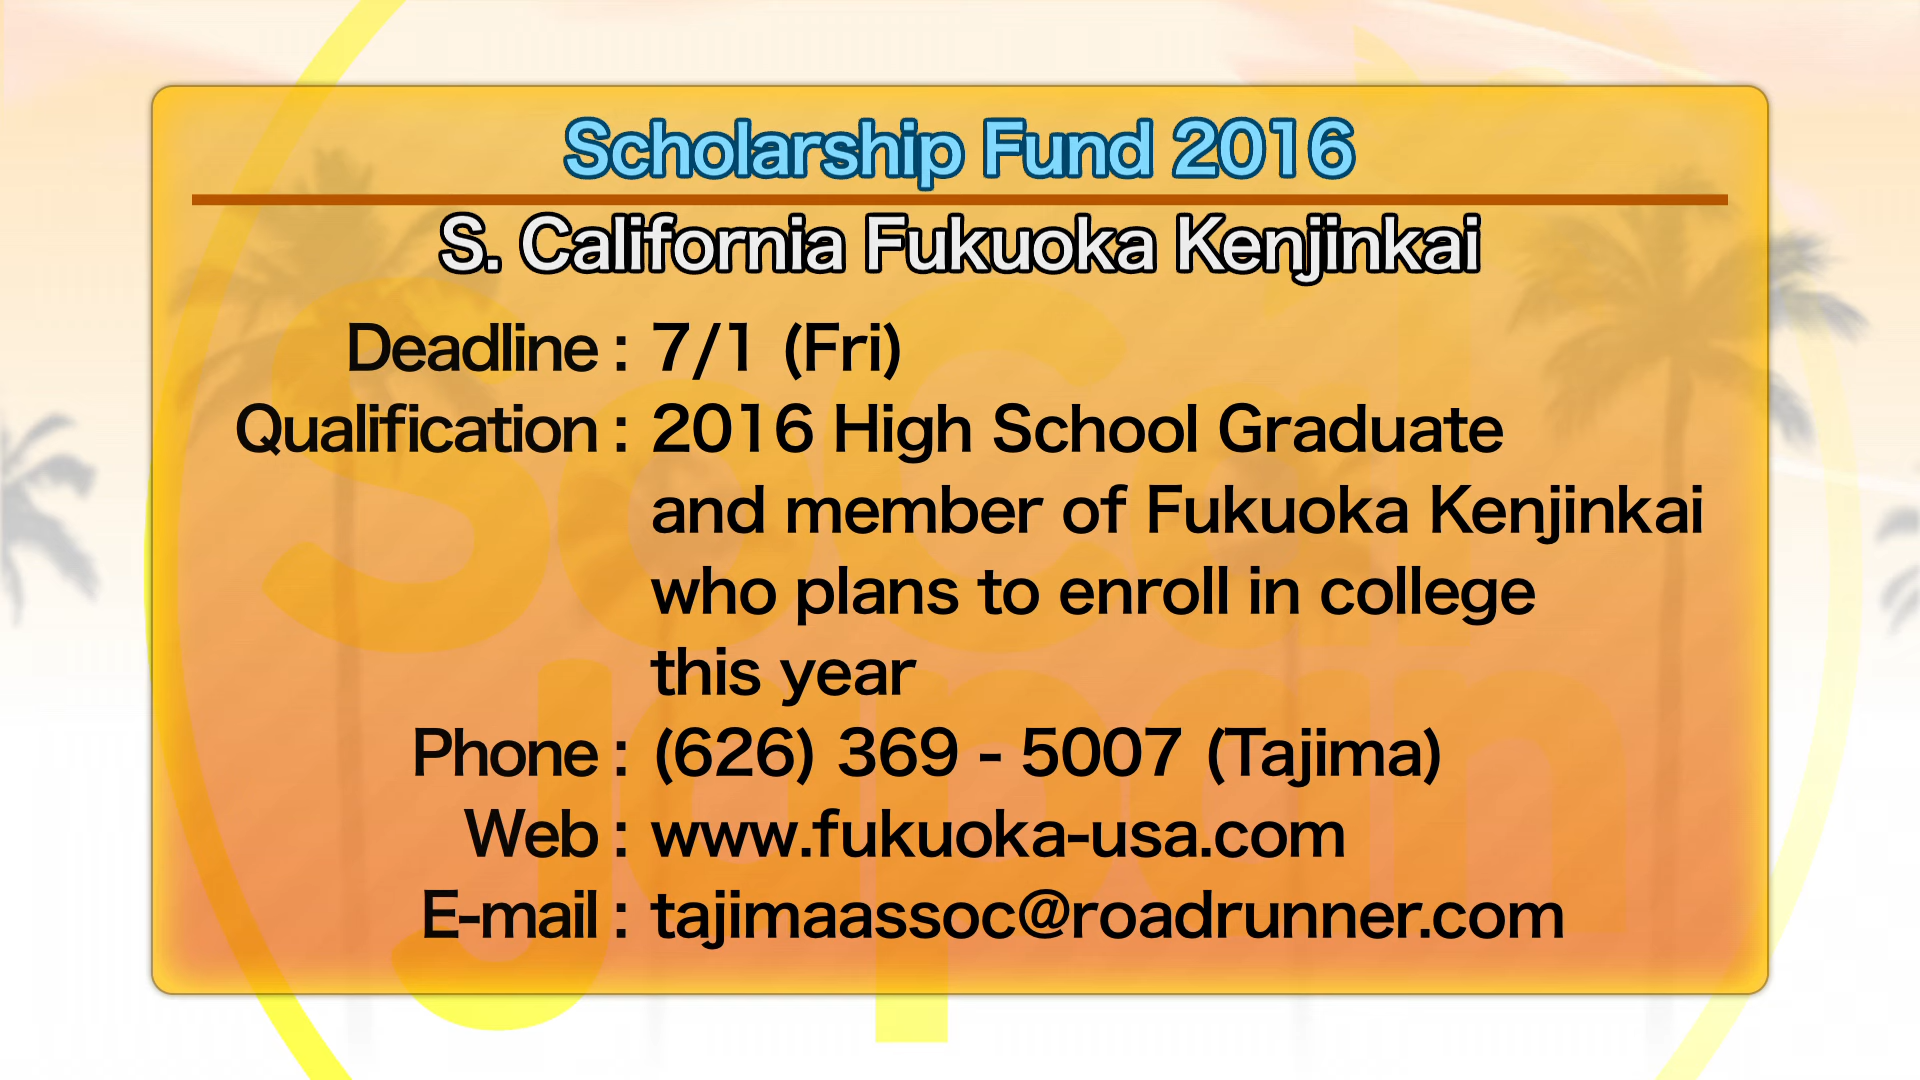 Scholarship Fund 2016
S. California Fukuoka Kenjinkai
Deadline : 7/1 (Fri)
Qualification : 2016 High School Graduate
and member of Fukuoka Kenjinkai
who plans to enroll in college
this year
Phone : (626) 369 - 5007 (Tajima)
Web : www.fukuoka-usa.com
E-mail : tajimaassoc@roadrunner.com
SoCal
Japan